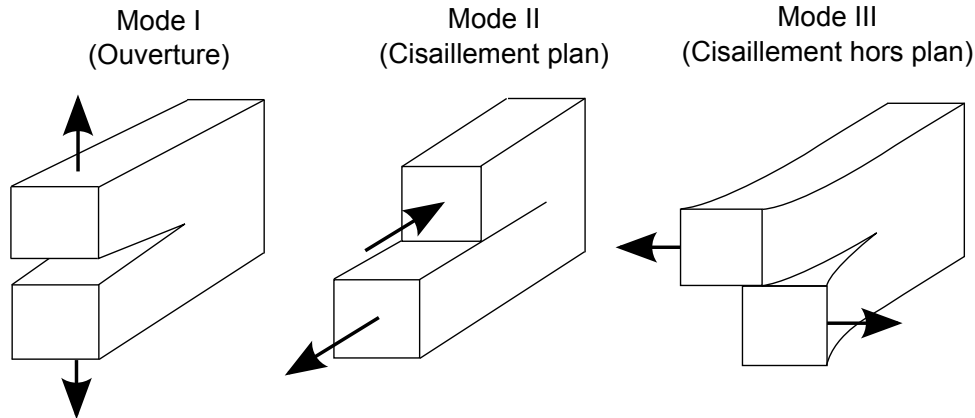 Mode I
(Ouverture)
Mode II
(Cisaillement plan)
Mode III
(Cisaillement hors plan)